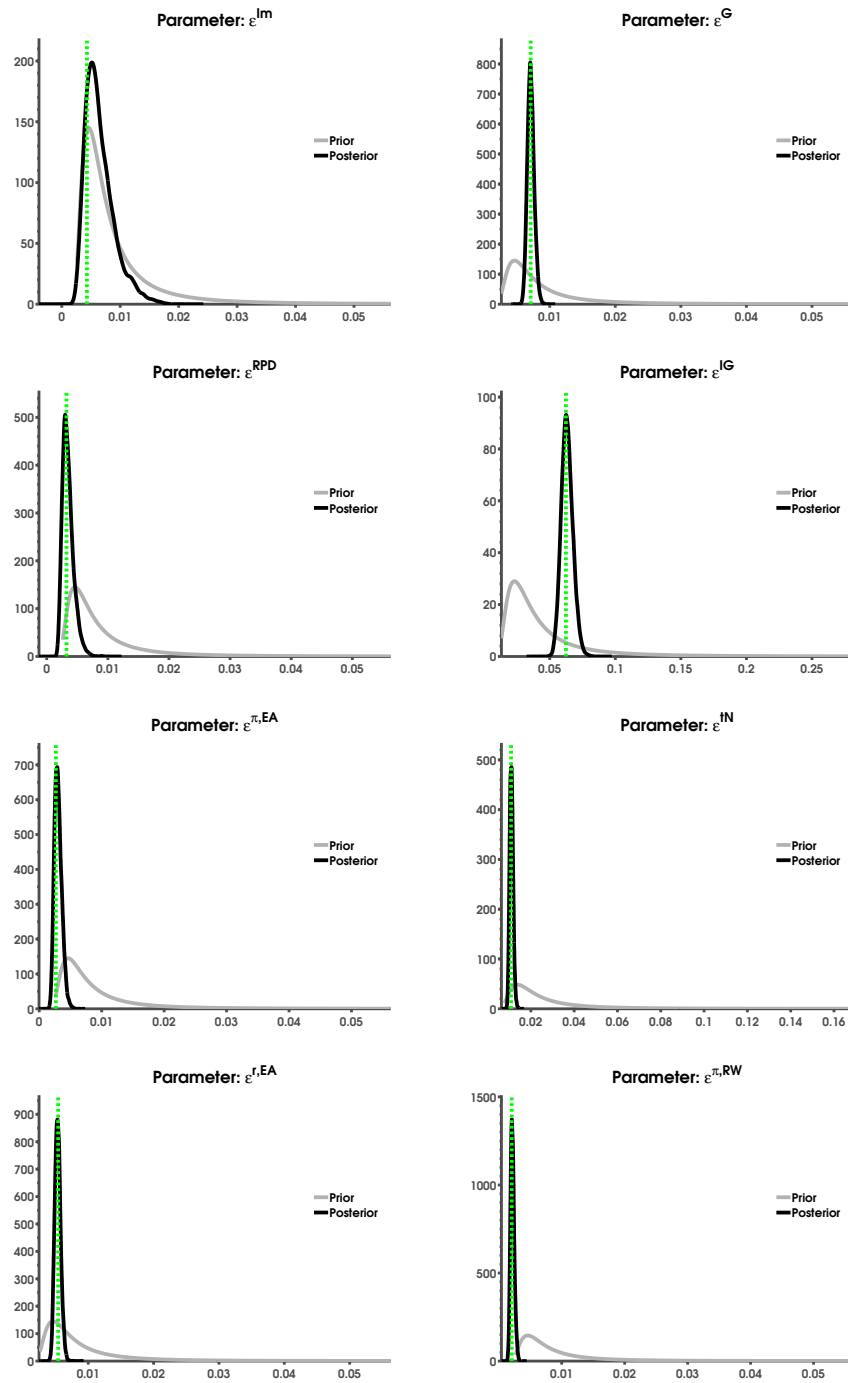 Parameter: ε^Im
200
150
100
50
0
0 0.01 0.02 0.03 0.04 0.05
Prior
Posterior
Parameter: ε^G
800
700
600
500
400
300
200
100
0
0.01 0.02 0.03 0.04 0.05
Prior
Posterior
Parameter: ε^RPD
500
400
300
200
100
0
0 0.01 0.02 0.03 0.04 0.05
Prior
Posterior
Parameter: ε^IG
100
80
60
40
20
0
0.05 0.1 0.15 0.2 0.25
Prior
Posterior
Parameter: ε^π,EA
700
600
500
400
300
200
100
0
0 0.01 0.02 0.03 0.04 0.05
Prior
Posterior
Parameter: ε^tN
500
400
300
200
100
0
0.02 0.04 0.06 0.08 0.1 0.12 0.14 0.16
Prior
Posterior
Parameter: ε^r,EA
900
800
700
600
500
400
300
200
100
0
0.01 0.02 0.03 0.04 0.05
Prior
Posterior
Parameter: ε^π,RW
1500
1000
500
0
0.01 0.02 0.03 0.04 0.05
Prior
Posterior